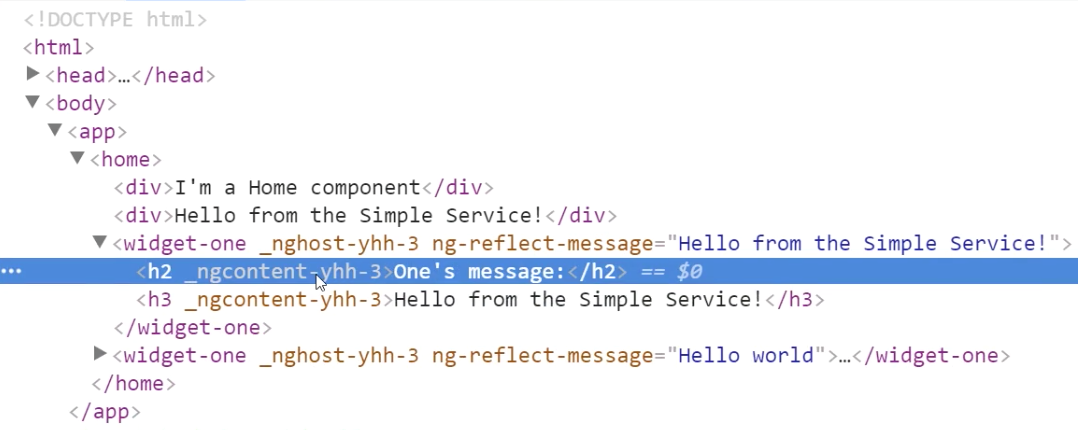 <!DOCTYPE html>
<html>
<head>…</head>
<body>
<app>
<home>
<div>I'm a Home component</div>
<div>Hello from the Simple Service!</div>
<widget-one _nghost-yhh-3 ng-reflect-message="Hello from the Simple Service!">
<h2 _ngcontent-yhh-3>One's message:</h2> == $0
<h3 _ngcontent-yhh-3>Hello from the Simple Service!</h3>
</widget-one>
<widget-one _nghost-yhh-3 ng-reflect-message="Hello world">…</widget-one>
</home>
</app>